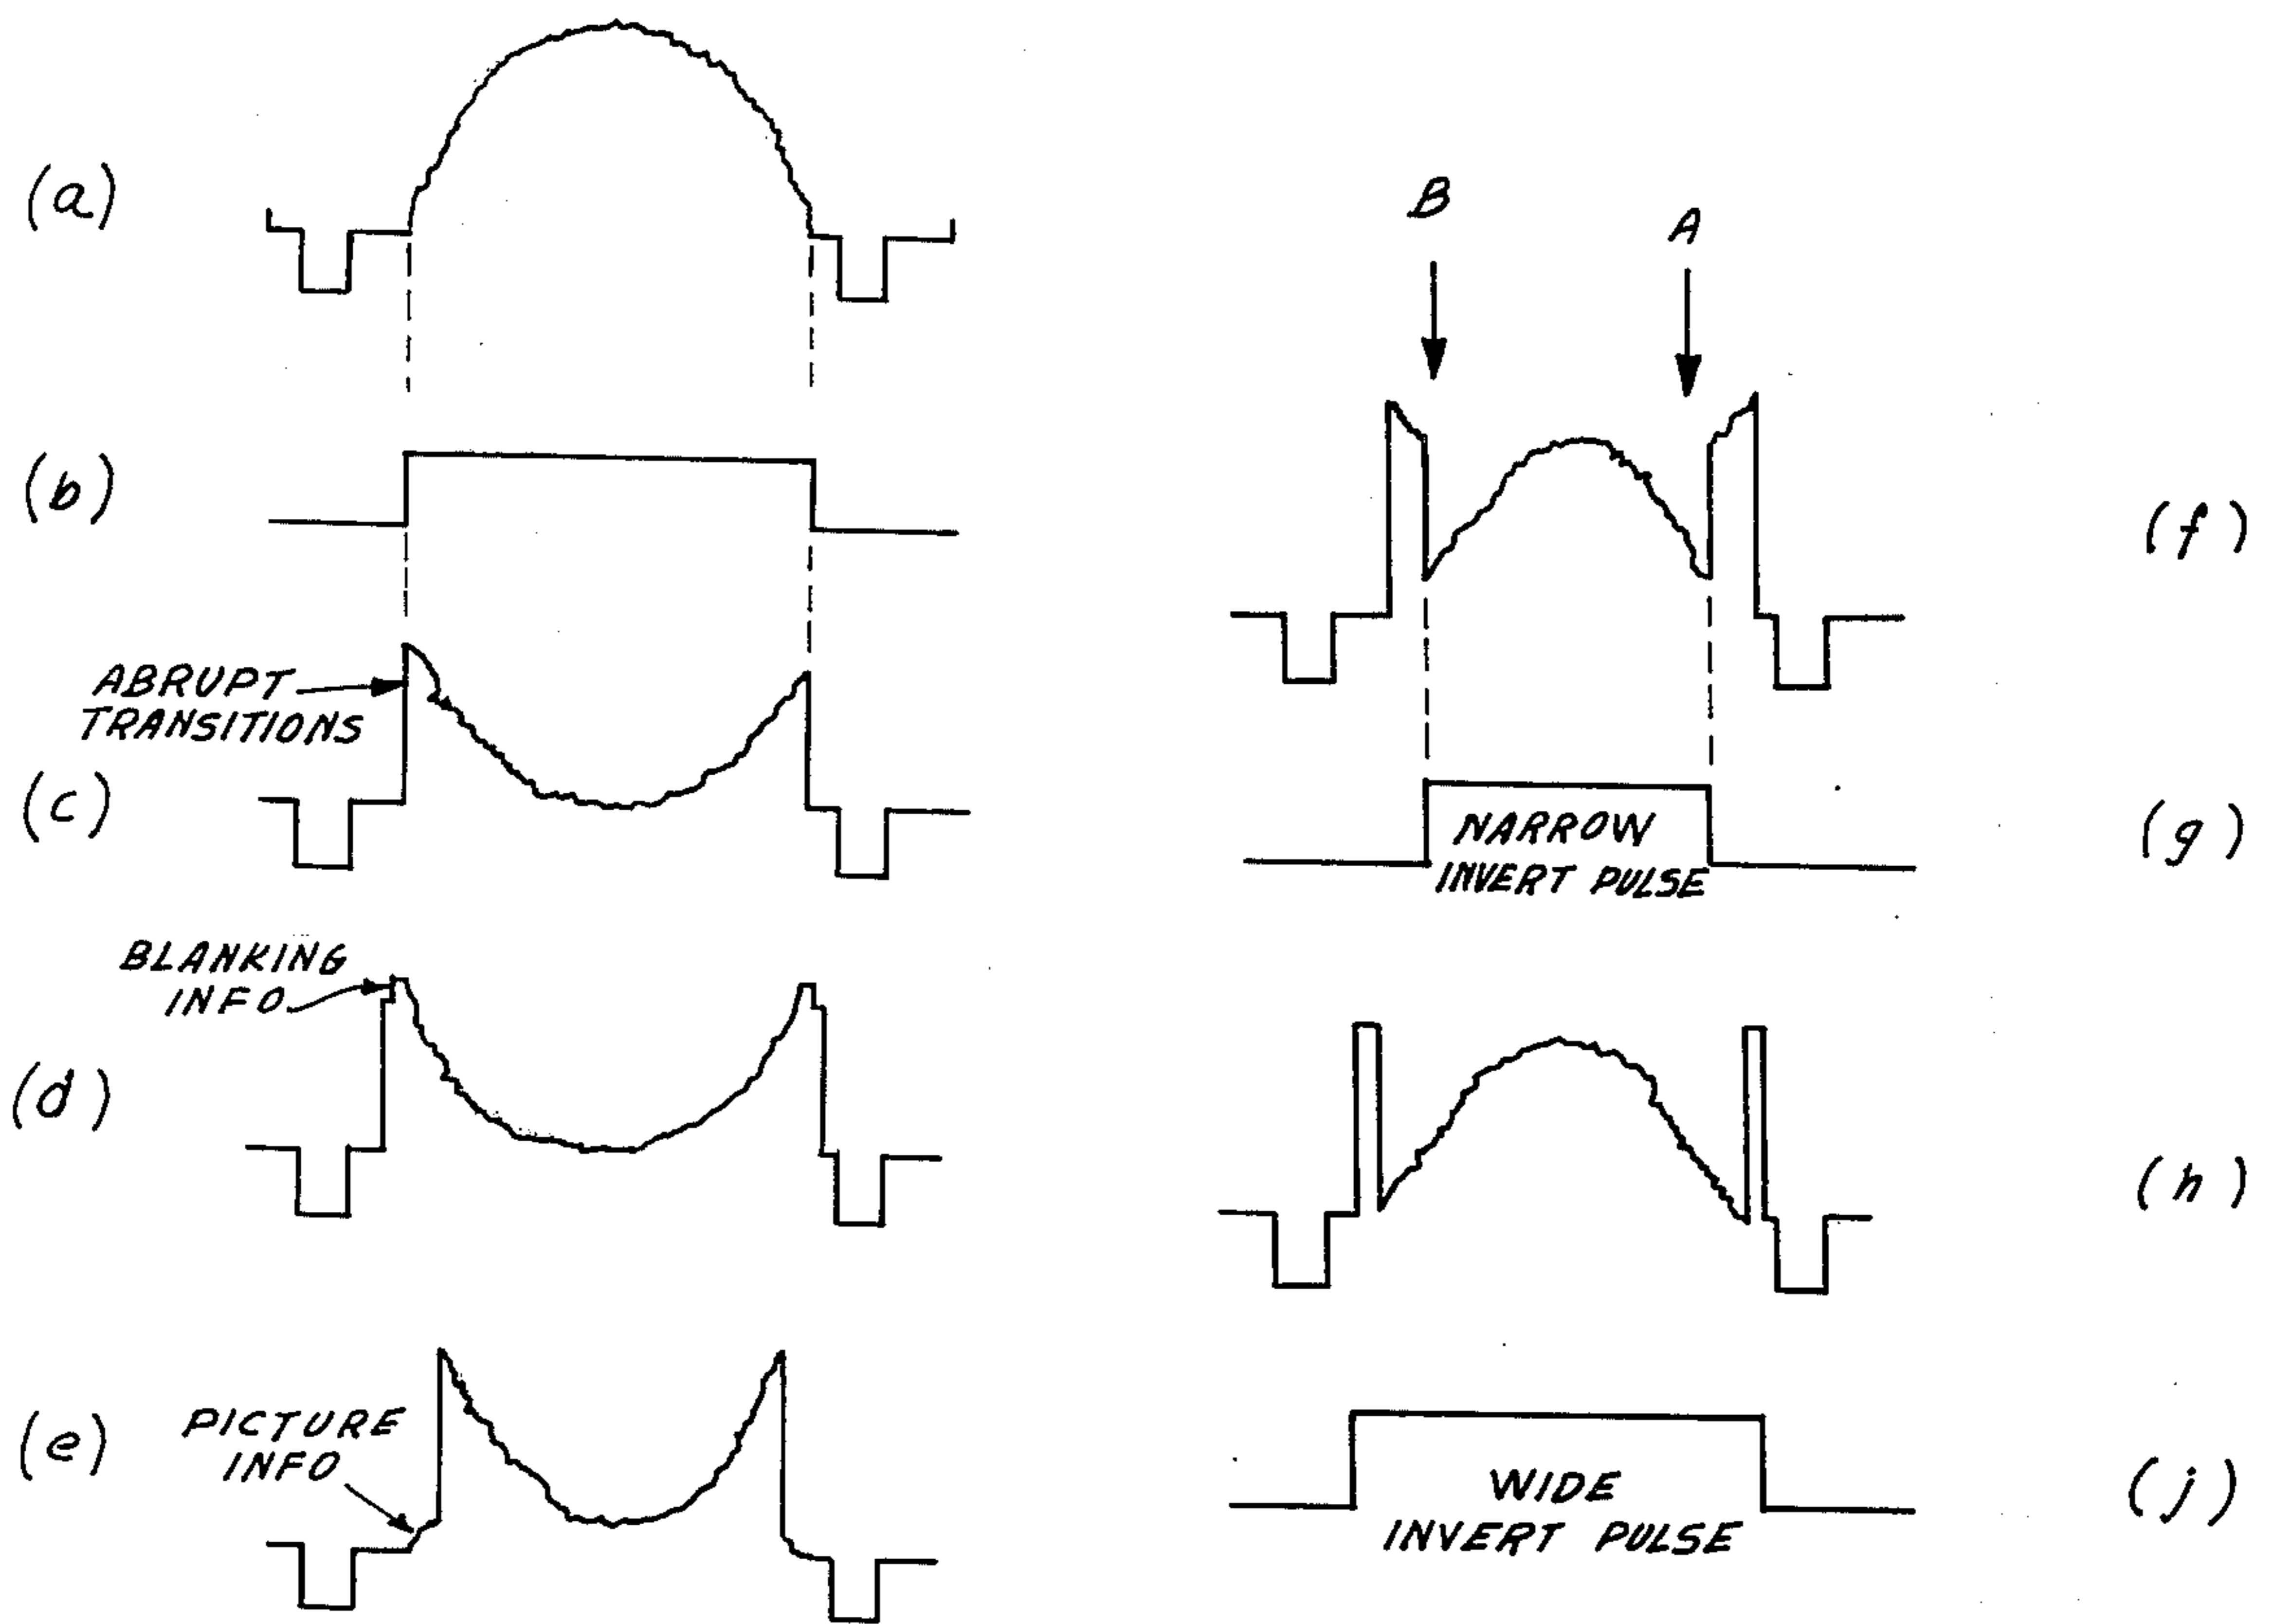 (a)
(b)
ABRUPT
TRANSITIONS
(c)
BLANKING
INFO
(d)
PICTURE
INFO
(e)
B
A
(f)
NARROW
INVERT PULSE
(g)
(h)
WIDE
INVERT PULSE
(j)